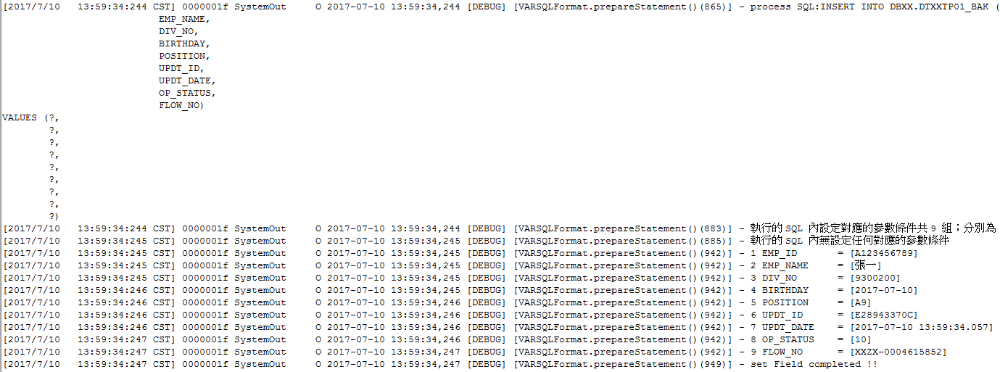 [2017/7/10   13:59:34:244 CST] 0000001f SystemOut     O 2017-07-10 13:59:34,244 [DEBUG] [VARSQLFormat.prepareStatement()(865)] - process SQL:INSERT INTO DBXX.DTXXTP01_BAK (
EMP_NAME,
DIV_NO,
BIRTHDAY,
POSITION,
UPDT_ID,
UPDT_DATE,
OP_STATUS,
FLOW_NO)
VALUES (?,
?,
?,
?,
?,
?,
?,
?,
?)
[2017/7/10   13:59:34:244 CST] 0000001f SystemOut     O 2017-07-10 13:59:34,244 [DEBUG] [VARSQLFormat.prepareStatement()(883)] - 執行的 SQL 內設定對應的參數條件共 9 組；分別為
[2017/7/10   13:59:34:245 CST] 0000001f SystemOut     O 2017-07-10 13:59:34,245 [DEBUG] [VARSQLFormat.prepareStatement()(885)] - 執行的 SQL 內無設定任何對應的參數條件
[2017/7/10   13:59:34:245 CST] 0000001f SystemOut     O 2017-07-10 13:59:34,245 [DEBUG] [VARSQLFormat.prepareStatement()(942)] - 1 EMP_ID       = [A123456789]
[2017/7/10   13:59:34:245 CST] 0000001f SystemOut     O 2017-07-10 13:59:34,245 [DEBUG] [VARSQLFormat.prepareStatement()(942)] - 2 EMP_NAME     = [張一]
[2017/7/10   13:59:34:245 CST] 0000001f SystemOut     O 2017-07-10 13:59:34,245 [DEBUG] [VARSQLFormat.prepareStatement()(942)] - 3 DIV_NO       = [9300200]
[2017/7/10   13:59:34:246 CST] 0000001f SystemOut     O 2017-07-10 13:59:34,245 [DEBUG] [VARSQLFormat.prepareStatement()(942)] - 4 BIRTHDAY     = [2017-07-10]
[2017/7/10   13:59:34:246 CST] 0000001f SystemOut     O 2017-07-10 13:59:34,246 [DEBUG] [VARSQLFormat.prepareStatement()(942)] - 5 POSITION     = [A9]
[2017/7/10   13:59:34:246 CST] 0000001f SystemOut     O 2017-07-10 13:59:34,246 [DEBUG] [VARSQLFormat.prepareStatement()(942)] - 6 UPDT_ID      = [E28943370C]
[2017/7/10   13:59:34:246 CST] 0000001f SystemOut     O 2017-07-10 13:59:34,246 [DEBUG] [VARSQLFormat.prepareStatement()(942)] - 7 UPDT_DATE    = [2017-07-10 13:59:34.057]
[2017/7/10   13:59:34:247 CST] 0000001f SystemOut     O 2017-07-10 13:59:34,246 [DEBUG] [VARSQLFormat.prepareStatement()(942)] - 8 OP_STATUS    = [10]
[2017/7/10   13:59:34:247 CST] 0000001f SystemOut     O 2017-07-10 13:59:34,247 [DEBUG] [VARSQLFormat.prepareStatement()(942)] - 9 FLOW_NO      = [XXZX-0004615852]
[2017/7/10   13:59:34:247 CST] 0000001f SystemOut     O 2017-07-10 13:59:34,247 [DEBUG] [VARSQLFormat.prepareStatement()(949)] - set Field completed !!